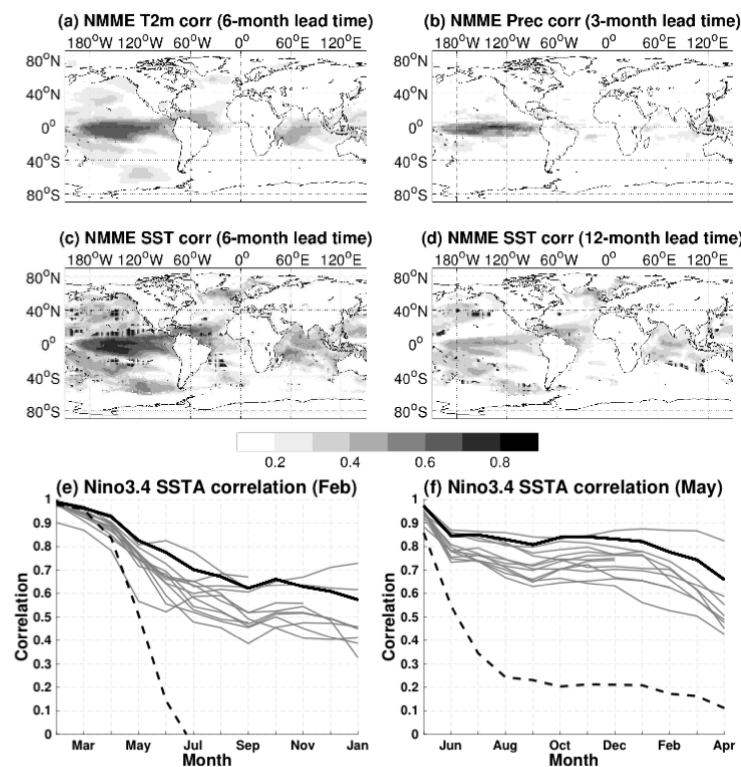 (a) NMME T2m corr (6-month lead time)
180°W 120°W 60°W 0° 60°E 120°E
80°N
40°N
0°
40°S
80°S
(b) NMME Prec corr (3-month lead time)
180°W 120°W 60°W 0° 60°E 120°E
80°N
40°N
0°
40°S
80°S
(c) NMME SST corr (6-month lead time)
180°W 120°W 60°W 0° 60°E 120°E
80°N
40°N
0°
40°S
80°S
(d) NMME SST corr (12-month lead time)
180°W 120°W 60°W 0° 60°E 120°E
80°N
40°N
0°
40°S
80°S
0.2 0.4 0.6 0.8
(e) Nino3.4 SSTA correlation (Feb)
1
0.9
0.8
0.7
0.6
0.5
0.4
0.3
0.2
0.1
0
Correlation
Mar May Jul Sep Nov Jan
Month
(f) Nino3.4 SSTA correlation (May)
1
0.9
0.8
0.7
0.6
0.5
0.4
0.3
0.2
0.1
0
Correlation
Jun Aug Oct Dec Feb Apr
Month